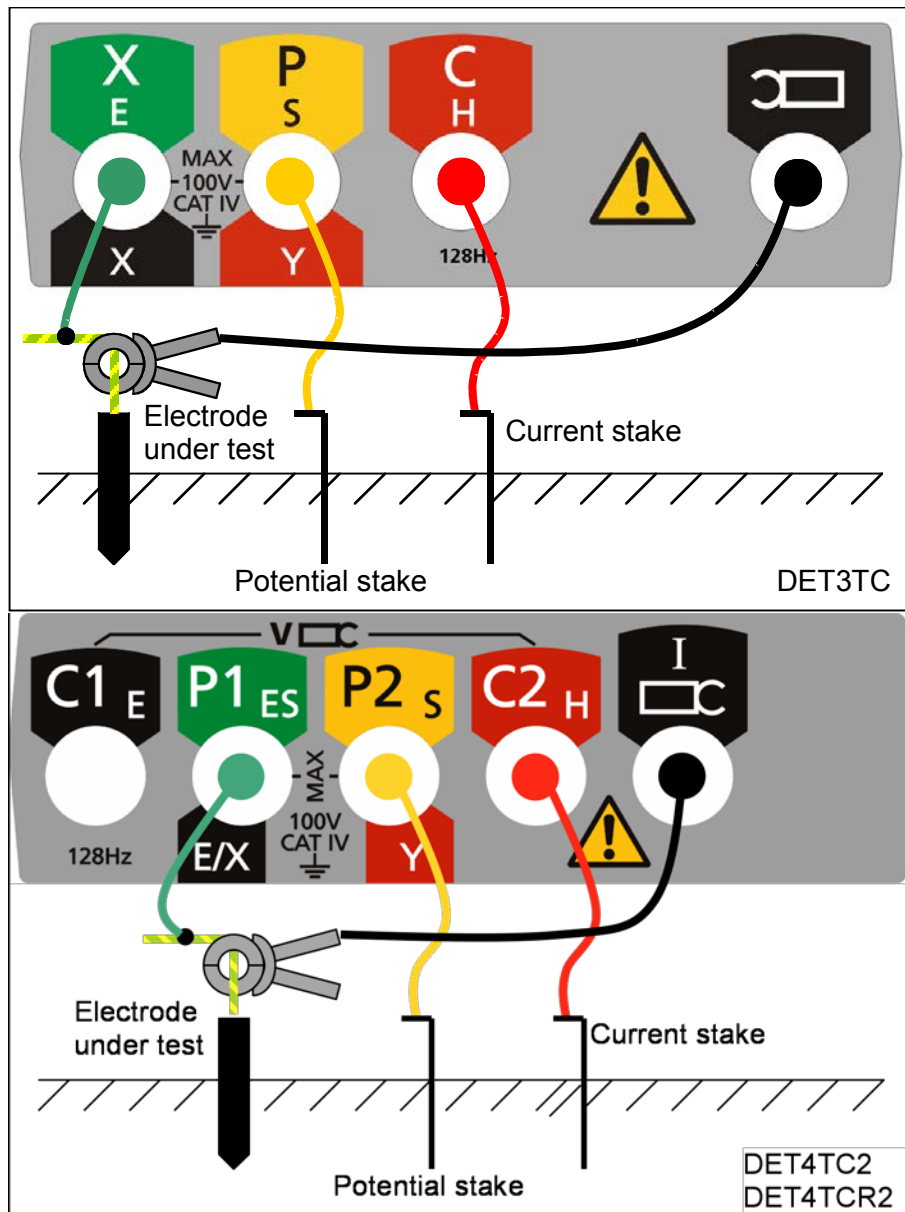 X
E
P
S
C
H
MAX
100V
CAT IV
X
Y
128Hz
Electrode
under test
Current stake
Potential stake
DET3TC
V C
C1 E
P1 ES
P2 S
C2 H
I
C
MAX
100V
CAT IV
128Hz
E/X
Y
Electrode
under test
Current stake
Potential stake
DET4TC2
DET4TCR2